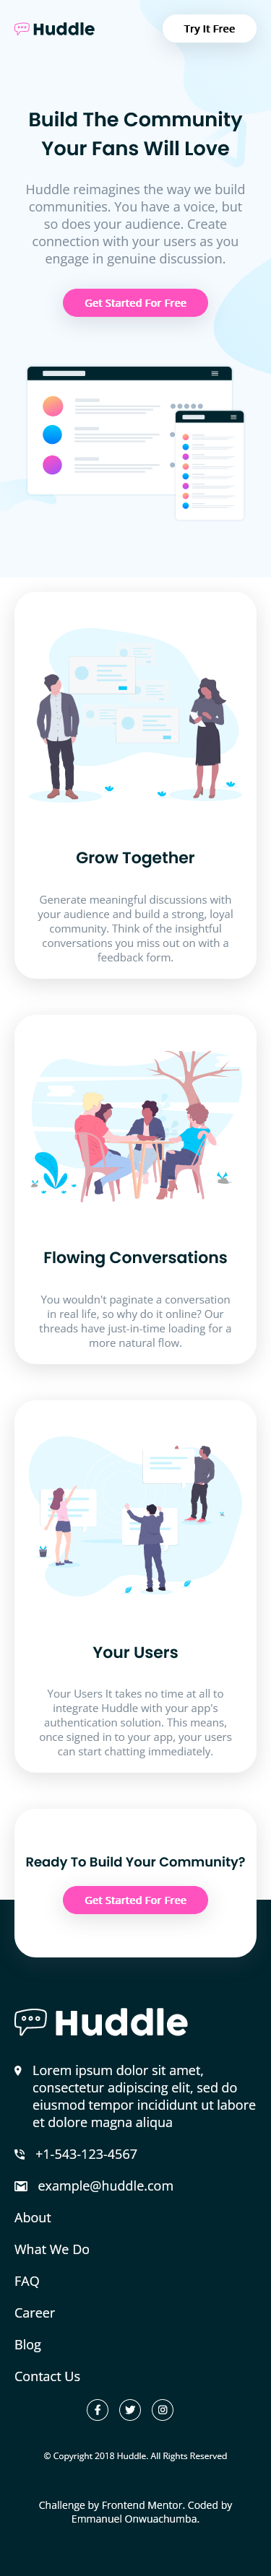 Huddle
Try It Free
Build The Community
Your Fans Will Love
Huddle reimagines the way we build
communities. You have a voice, but
so does your audience. Create
connection with your users as you
engage in genuine discussion.
Get Started For Free
Grow Together
Generate meaningful discussions with
your audience and build a strong, loyal
community. Think of the insightful
conversations you miss out on with a
feedback form.
Flowing Conversations
You wouldn't paginate a conversation
in real life, so why do it online? Our
threads have just-in-time loading for a
more natural flow.
Your Users
Your Users It takes no time at all to
integrate Huddle with your app's
authentication solution. This means,
once signed in to your app, your users
can start chatting immediately.
Ready To Build Your Community?
Get Started For Free
Huddle
Lorem ipsum dolor sit amet,
consectetur adipiscing elit, sed do
eiusmod tempor incididunt ut labore
et dolore magna aliqua
+1-543-123-4567
example@huddle.com
About
What We Do
FAQ
Career
Blog
Contact Us
© Copyright 2018 Huddle. All Rights Reserved
Challenge by Frontend Mentor. Coded by
Emmanuel Onwuachumba.